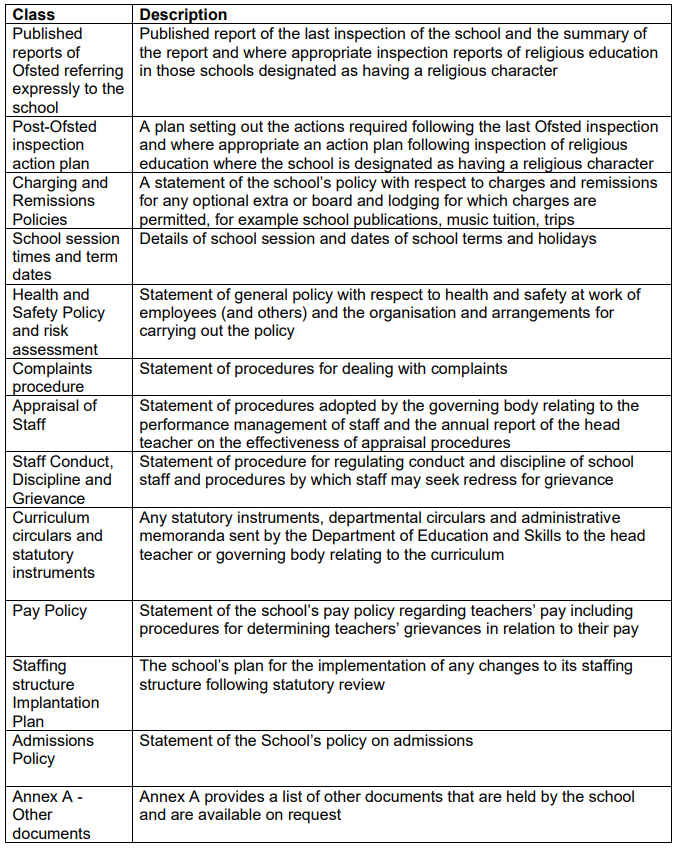 Class Description
Published Published report of the last inspection of the school and the summary of
reports of the report and where appropriate inspection reports of religious education
Ofsted referring in those schools designated as having a religious character
expressly to the
school
Post-Ofsted A plan setting out the actions required following the last Ofsted inspection
inspection and where appropriate an action plan following inspection of religious
action plan education where the school is designated as having a religious character
Charging and A statement of the school’s policy with respect to charges and remissions
Remissions for any optional extra or board and lodging for which charges are
Policies permitted, for example school publications, music tuition, trips
School session Details of school session and dates of school terms and holidays
times and term
dates
Health and Statement of general policy with respect to health and safety at work of
Safety Policy employees (and others) and the organisation and arrangements for
and risk carrying out the policy
assessment
Complaints Statement of procedures for dealing with complaints
procedure
Appraisal of Statement of procedures adopted by the governing body relating to the
Staff performance management of staff and the annual report of the head
teacher on the effectiveness of appraisal procedures
Staff Conduct, Statement of procedure for regulating conduct and discipline of school
Discipline and staff and procedures by which staff may seek redress for grievance
Grievance
Curriculum Any statutory instruments, departmental circulars and administrative
circulars and memoranda sent by the Department of Education and Skills to the head
statutory teacher or governing body relating to the curriculum
instruments
Pay Policy Statement of the school’s pay policy regarding teachers’ pay including
procedures for determining teachers’ grievances in relation to their pay
Staffing The school’s plan for the implementation of any changes to its staffing
structure structure following statutory review
Implantation
Plan
Admissions Statement of the School’s policy on admissions
Policy
Annex A - Annex A provides a list of other documents that are held by the school
Other and are available on request
documents